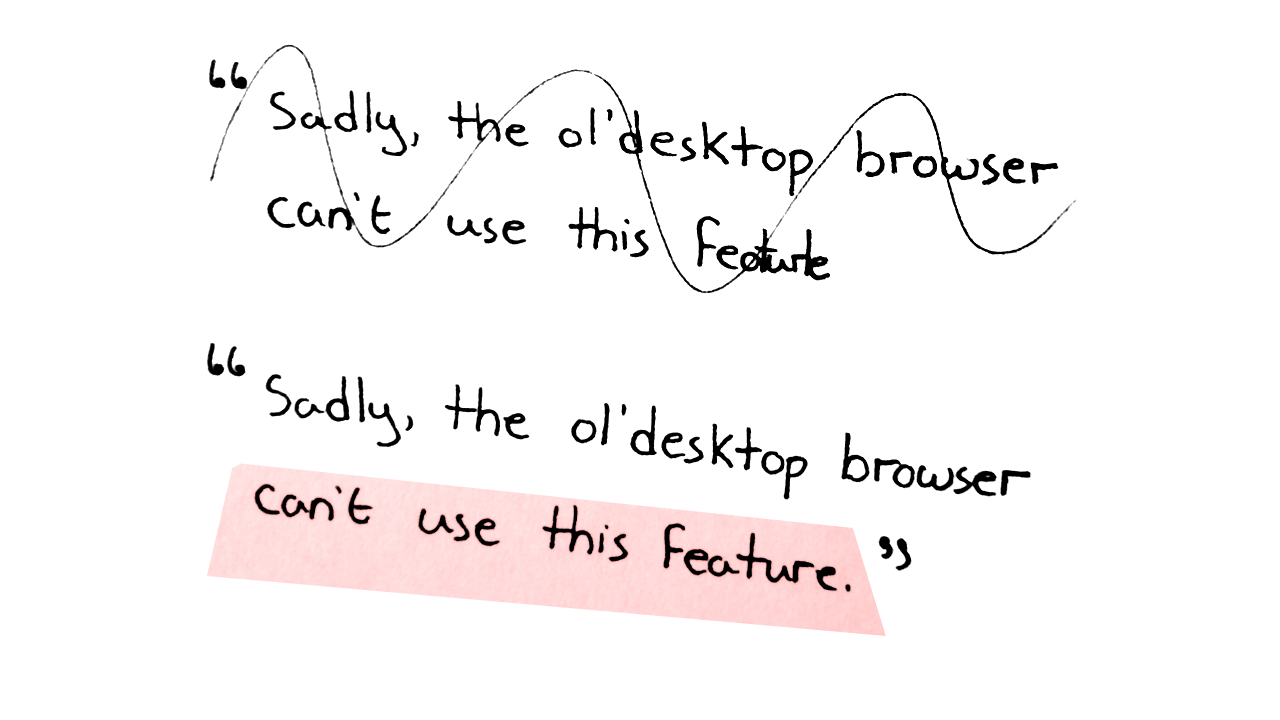 “Sadly, the ol'desktop browser
can't use this feature
“Sadly, the ol'desktop browser
can't use this feature.”